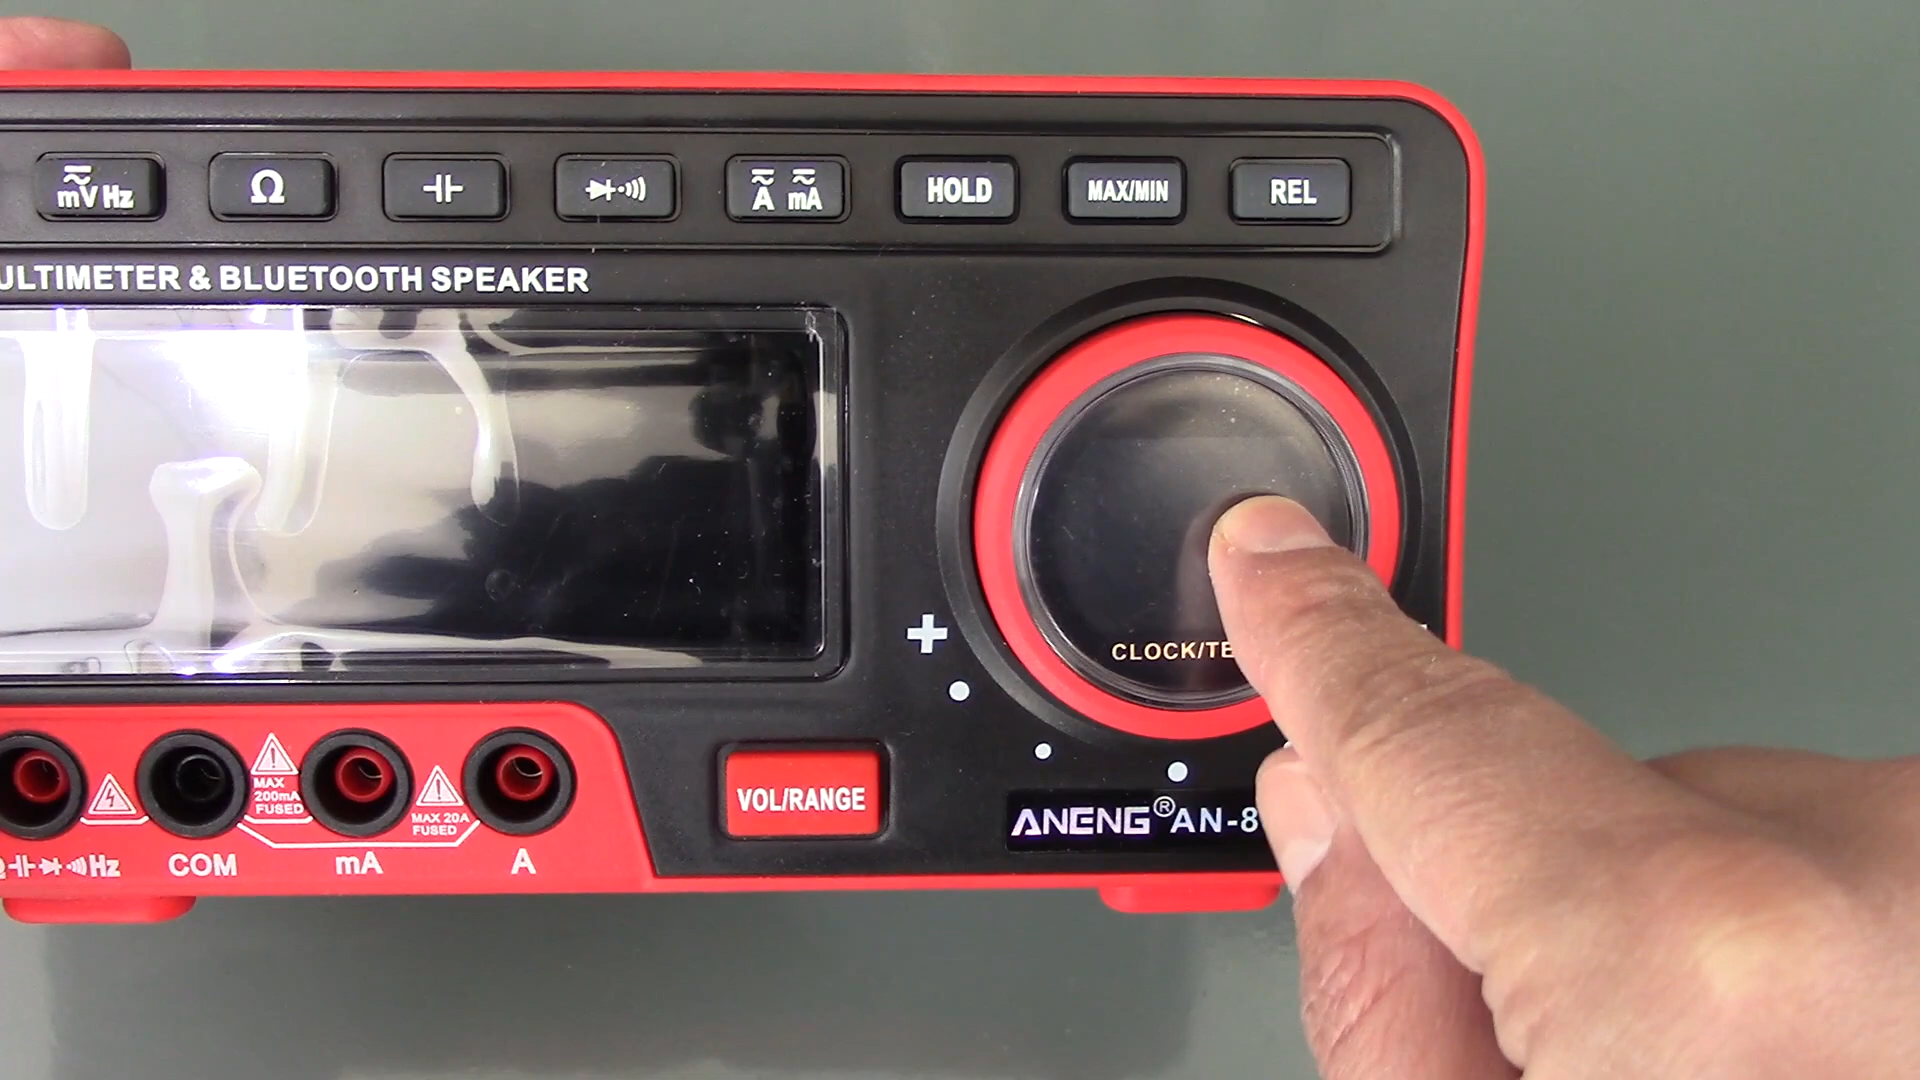 mV Hz Ω A mA HOLD MAX/MIN REL
ULTIMETER & BLUETOOTH SPEAKER
CLOCK/TE
+
VOL/RANGE
ANENG® AN-8
MAX
200mA
FUSED
MAX 20A
FUSED
Hz COM mA A